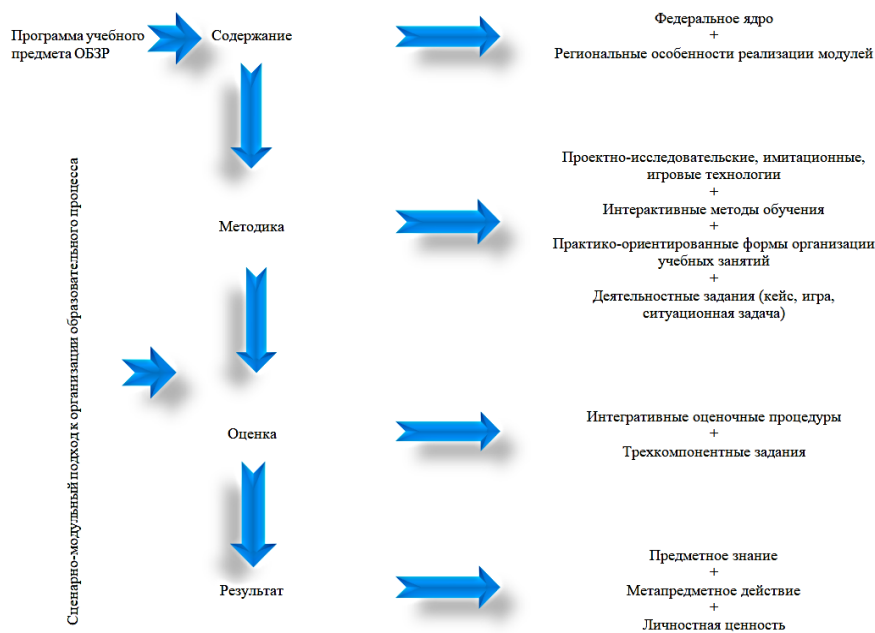 Программа учебного
предмета ОБЗР
Содержание
Федеральное ядро
+
Региональные особенности реализации модулей
Сценарно-модульный подход к организации образовательного процесса
Методика
Проектно-исследовательские, имитационные,
игровые технологии
+
Интерактивные методы обучения
+
Практико-ориентированные формы организации
учебных занятий
+
Деятельностные задания (кейс, игра,
ситуационная задача)
Оценка
Интегративные оценочные процедуры
+
Трехкомпонентные задания
Результат
Предметное знание
+
Метапредметное действие
+
Личностная ценность